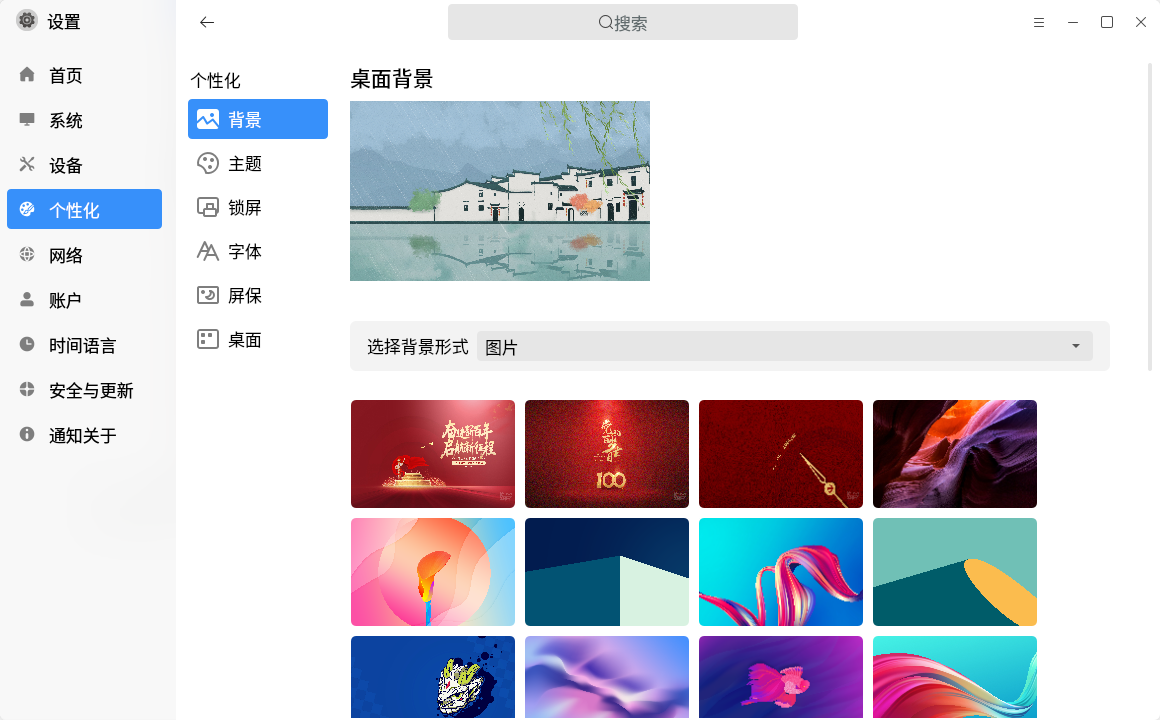 设置
搜索
首页
系统
设备
个性化
网络
账户
时间语言
安全与更新
通知关于
个性化
背景
主题
锁屏
字体
屏保
桌面
桌面背景
选择背景形式
图片
奋进新百年
启航新征程
100